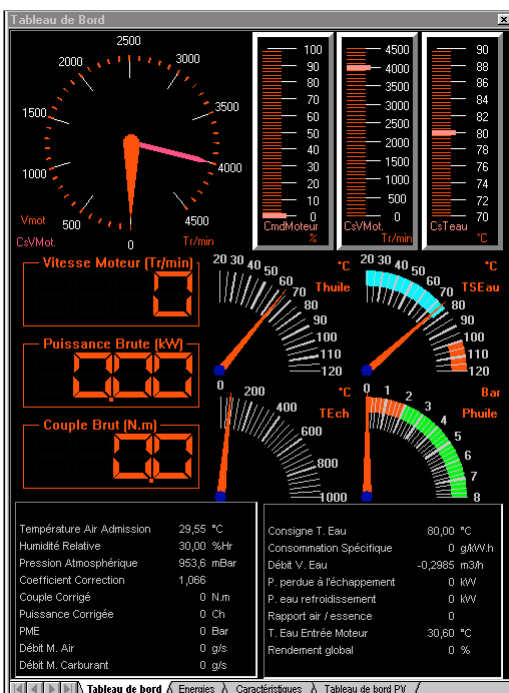 Tableau de Bord
2500
2000
3000
1500
3500
1000
4000
500
4500
0
Vmot
CsVMot.
Tr/min
100
90
80
70
60
50
40
30
20
10
0
CmdMoteur
%
4500
4000
3500
3000
2500
2000
1500
1000
500
0
CsVMot.
Tr/min
90
88
86
84
82
80
78
76
74
72
70
CsTeau
°C
Vitesse Moteur (Tr/min)
0
Puissance Brute (kW)
0.00
Couple Brut (N.m)
0.0
20 30 40 50 60 70 80 90 100 110 120
°C
Thuile
20 30 40 50 60 70 80 90 100 110 120
°C
TSEau
0 200 400 600 800 1000
°C
TEch
0 1 2 3 4 5 6 7 8
Bar
Phuile
Température Air Admission 29,55 °C
Humidité Relative 30,00 %Hr
Pression Atmosphérique 953,6 mBar
Coefficient Correction 1,066
Couple Corrigé 0 N.m
Puissance Corrigée 0 Ch
PME 0 Bar
Débit M. Air 0 g/s
Débit M. Carburant 0 g/s
Consigne T. Eau 80,00 °C
Consommation Spécifique 0 g/kW.h
Débit V. Eau -0,2985 m3/h
P. perdue à l'échappement 0 kW
P. eau refroidissement 0 kW
Rapport air / essence 0
T. Eau Entrée Moteur 30,60 °C
Rendement global 0 %
Tableau de bord Energies Caractéristiques Tableau de bord PV